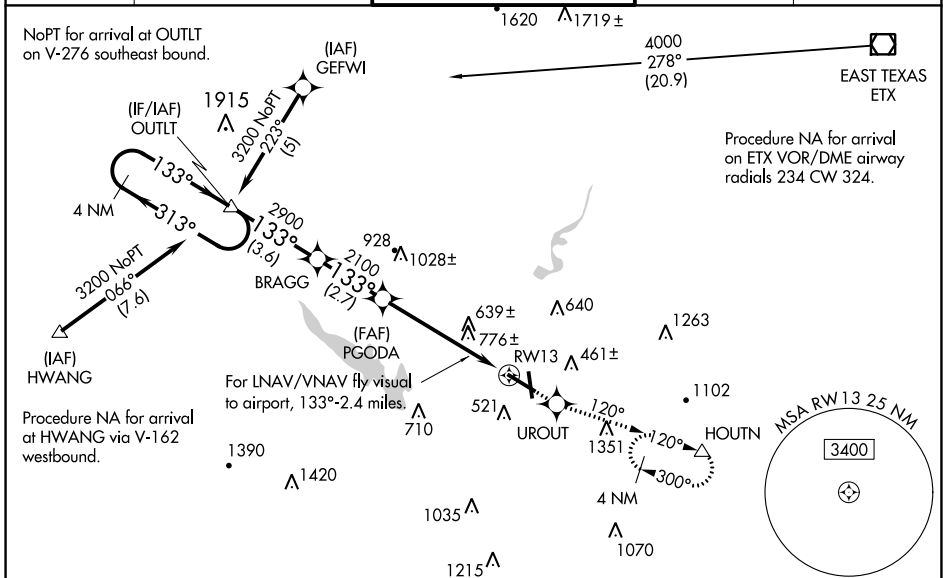 NoPT for arrival at OUTLT
on V-276 southeast bound.
(IAF)
GEFWI
1620
1719±
4000
278°
(20.9)
EAST TEXAS
ETX
Procedure NA for arrival
on ETX VOR/DME airway
radials 234 CW 324.
1915
(IF/IAF)
OUTLT
3200 NoPT
223°
(5)
133°
4 NM
313°
2900
133°
(3.6)
BRAGG
2100
133°
(2.7)
928
1028±
3200 NoPT
066°
(7.6)
(IAF)
HWANG
(FAF)
PGODA
639±
776±
640
1263
RW13
461±
For LNAV/VNAV fly visual
to airport, 133°-2.4 miles.
Procedure NA for arrival
at HWANG via V-162
westbound.
710
521
UROUT
120°
1102
1351
120°
HOUTN
300°
4 NM
1390
1420
1035
1215
1070
MSA RW13 25 NM
3400